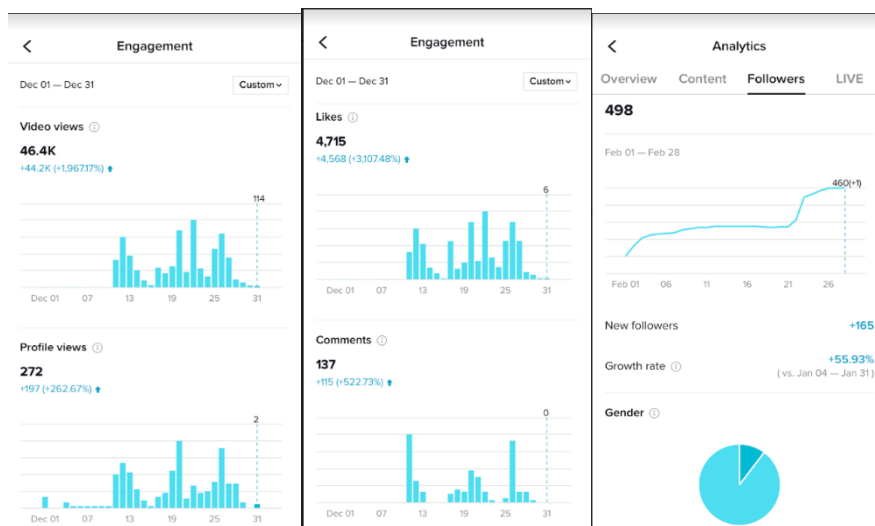 Engagement
Dec 01 — Dec 31
Custom
Video views
46.4K
+44.2K (+1,967.17%)
114
Dec 01 07 13 19 25 31
Profile views
272
+197 (+262.67%)
2
Dec 01 07 13 19 25 31
Engagement
Dec 01 — Dec 31
Custom
Likes
4,715
+4,568 (+3,107.48%)
6
Dec 01 07 13 19 25 31
Comments
137
+115 (+522.73%)
0
Dec 01 07 13 19 25 31
Analytics
Overview Content Followers LIVE
498
Feb 01 — Feb 28
460(+1)
Feb 01 06 11 16 21 26
New followers +165
Growth rate +55.93%
( vs. Jan 04 — Jan 31 )
Gender